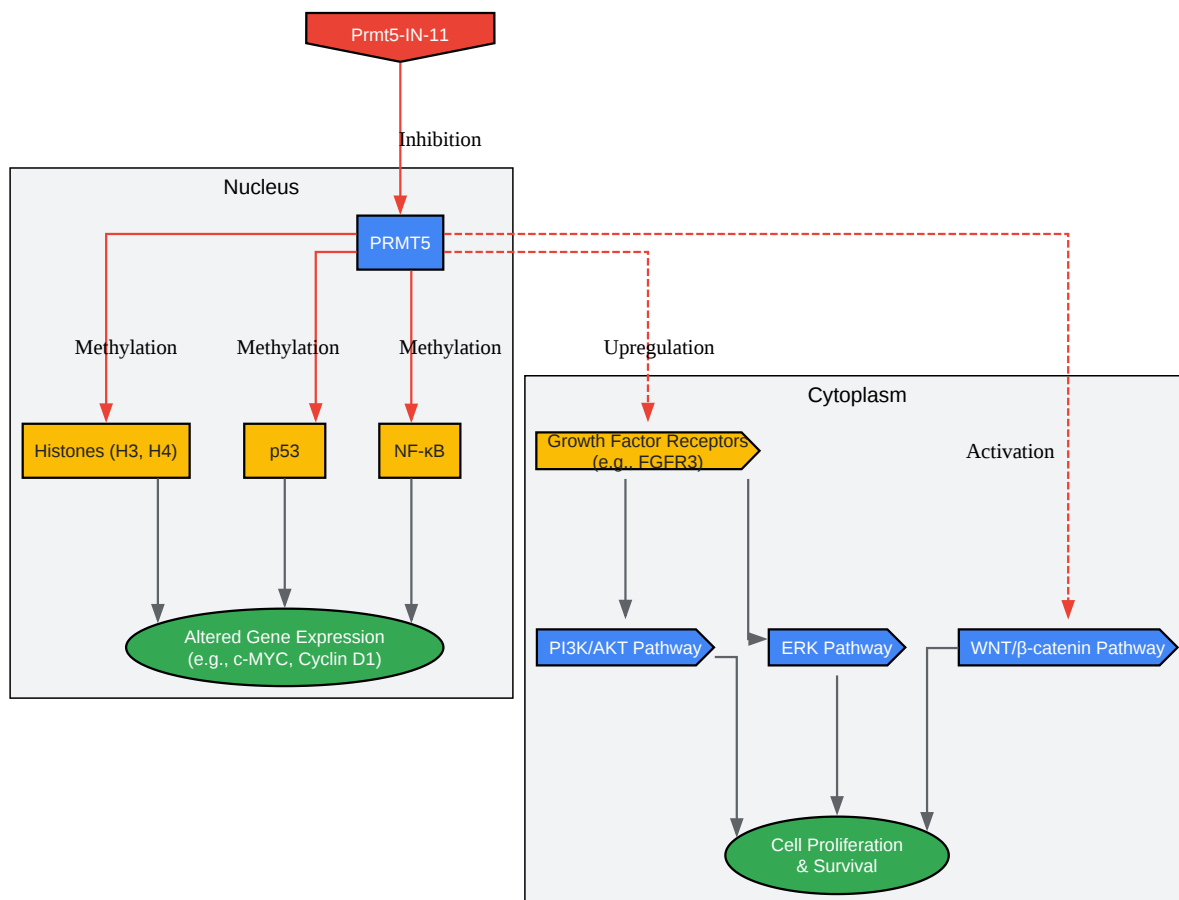 Prmt5-IN-11
Inhibition
Nucleus
PRMT5
Methylation
Methylation
Methylation
Upregulation
Cytoplasm
Histones (H3, H4)
p53
NF-κB
Growth Factor Receptors
(e.g., FGFR3)
Activation
Altered Gene Expression
(e.g., c-MYC, Cyclin D1)
PI3K/AKT Pathway
ERK Pathway
WNT/β-catenin Pathway
Cell Proliferation
& Survival